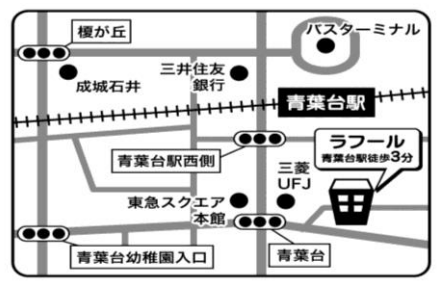 榎が丘
バスターミナル
成城石井
三井住友
銀行
青葉台駅
青葉台駅西側
ラフール
青葉台駅徒歩3分
三菱
UFJ
東急スクエア
本館
青葉台幼稚園入口
青葉台